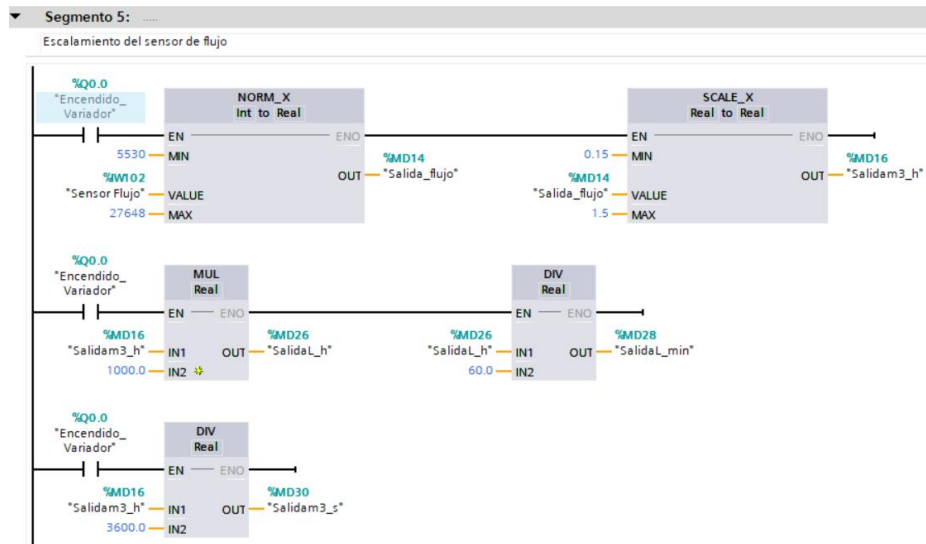 Segmento 5: .....
Escalamiento del sensor de flujo
%Q0.0
"Encendido_
Variador"
NORM_X
Int to Real
EN
ENO
5530
MIN
%IW102
"Sensor Flujo"
VALUE
27648
MAX
OUT
%MD14
"Salida_flujo"
SCALE_X
Real to Real
EN
ENO
0.15
MIN
%MD14
"Salida_flujo"
VALUE
1.5
MAX
OUT
%MD16
"Salidam3_h"
%Q0.0
"Encendido_
Variador"
MUL
Real
EN
ENO
%MD16
"Salidam3_h"
IN1
1000.0
IN2
OUT
%MD26
"SalidaL_h"
DIV
Real
EN
ENO
%MD26
"SalidaL_h"
IN1
60.0
IN2
OUT
%MD28
"SalidaL_min"
%Q0.0
"Encendido_
Variador"
DIV
Real
EN
ENO
%MD16
"Salidam3_h"
IN1
3600.0
IN2
OUT
%MD30
"Salidam3_s"